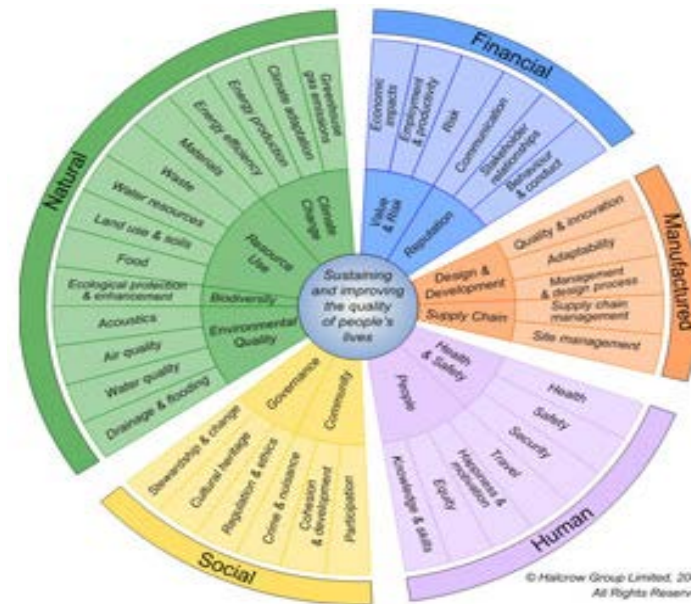 Natural
Greenhouse
gas emissions
Climate adaptation
Energy production
Energy efficiency
Materials
Waste
Water resources
Land use & soils
Food
Ecological protection
& enhancement
Acoustics
Air quality
Water quality
Drainage & flooding
Climate
Change
Resource
Use
Biodiversity
Environmental
Quality
Financial
Economic
impacts
Employment
& productivity
Risk
Communication
Stakeholder
relationships
Behaviour
& conduct
Value
& Risk
Reputation
Manufactured
Quality & innovation
Adaptability
Management
& design process
Supply chain
management
Site management
Design &
Development
Supply Chain
Sustaining
and improving
the quality
of people's
lives
Human
Health
Safety
Security
Travel
Happiness &
motivation
Equity
Knowledge & skills
Health
& Safety
People
Social
Stewardship & change
Cultural heritage
Regulation & ethics
Crime & nuisance
Cohesion
& development
Participation
Governance
Community
© Halcrow Group Limited, 20
All Rights Reserv